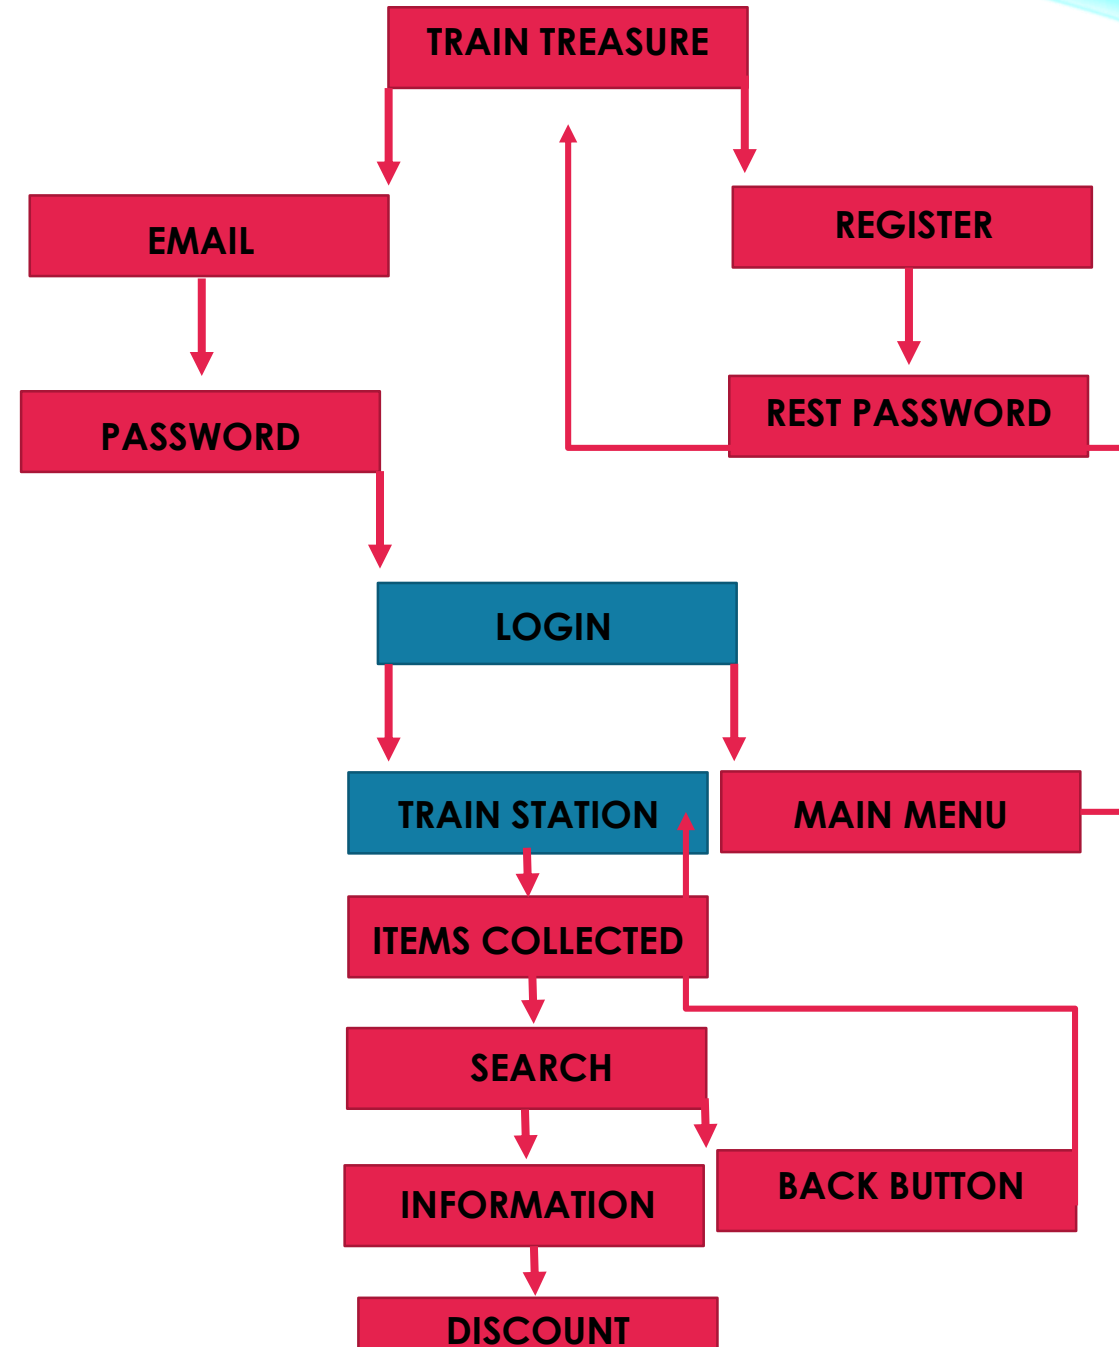 TRAIN TREASURE
EMAIL
REGISTER
PASSWORD
REST PASSWORD
LOGIN
TRAIN STATION
MAIN MENU
ITEMS COLLECTED
SEARCH
INFORMATION
BACK BUTTON
DISCOUNT